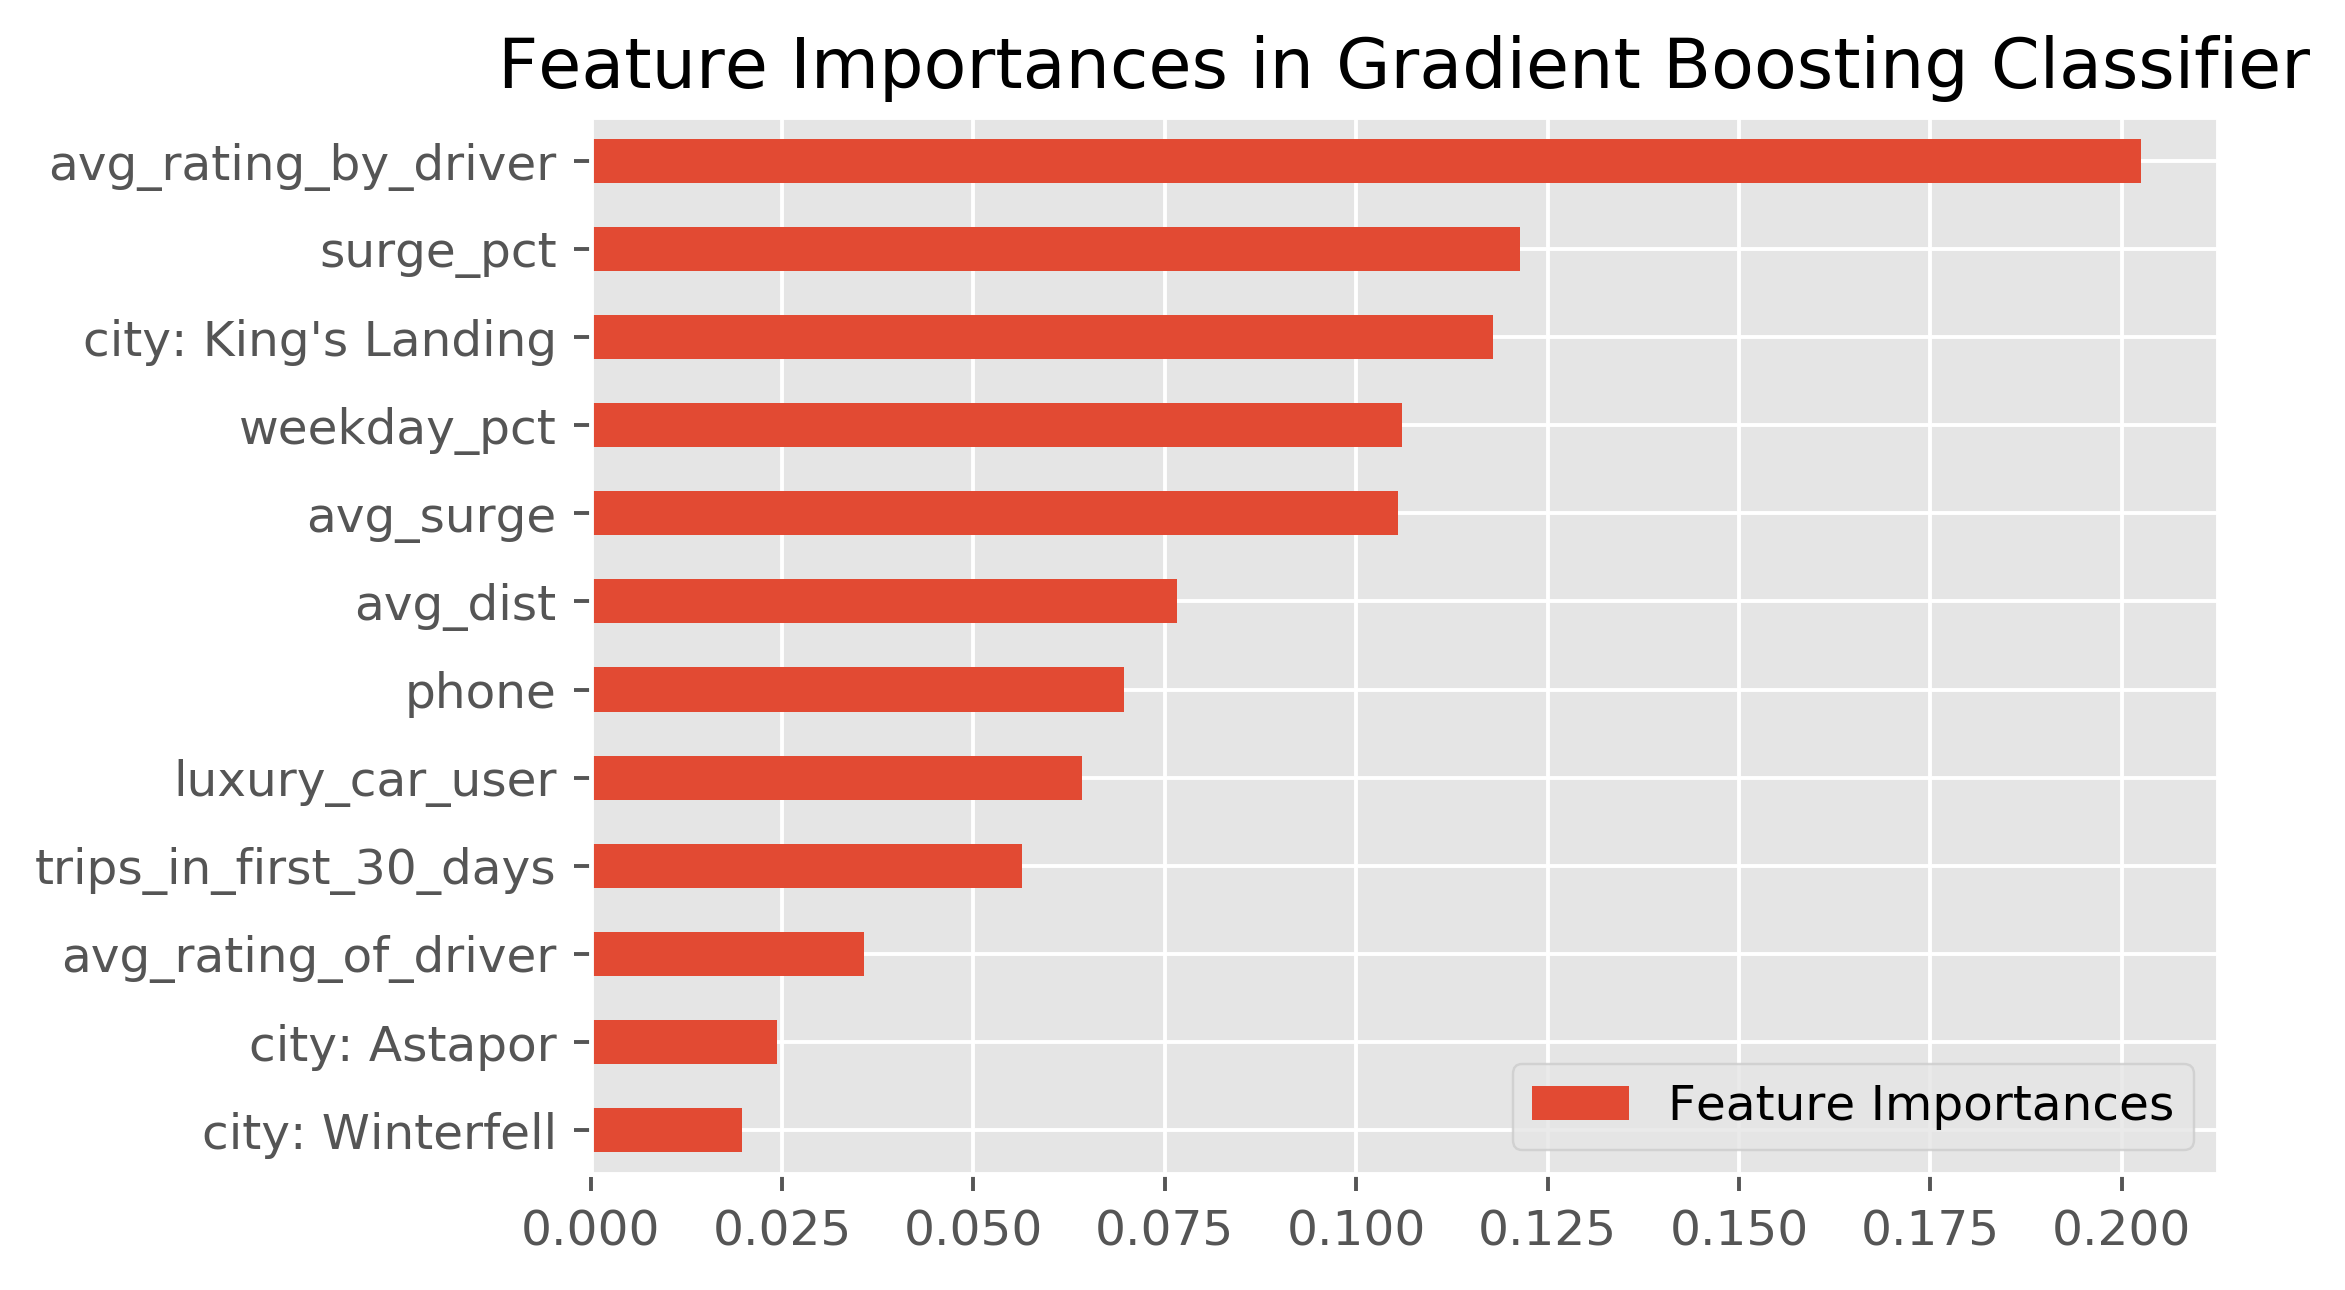 Feature Importances in Gradient Boosting Classifier
avg_rating_by_driver
surge_pct
city: King's Landing
weekday_pct
avg_surge
avg_dist
phone
luxury_car_user
trips_in_first_30_days
avg_rating_of_driver
city: Astapor
city: Winterfell
Feature Importances
0.000 0.025 0.050 0.075 0.100 0.125 0.150 0.175 0.200